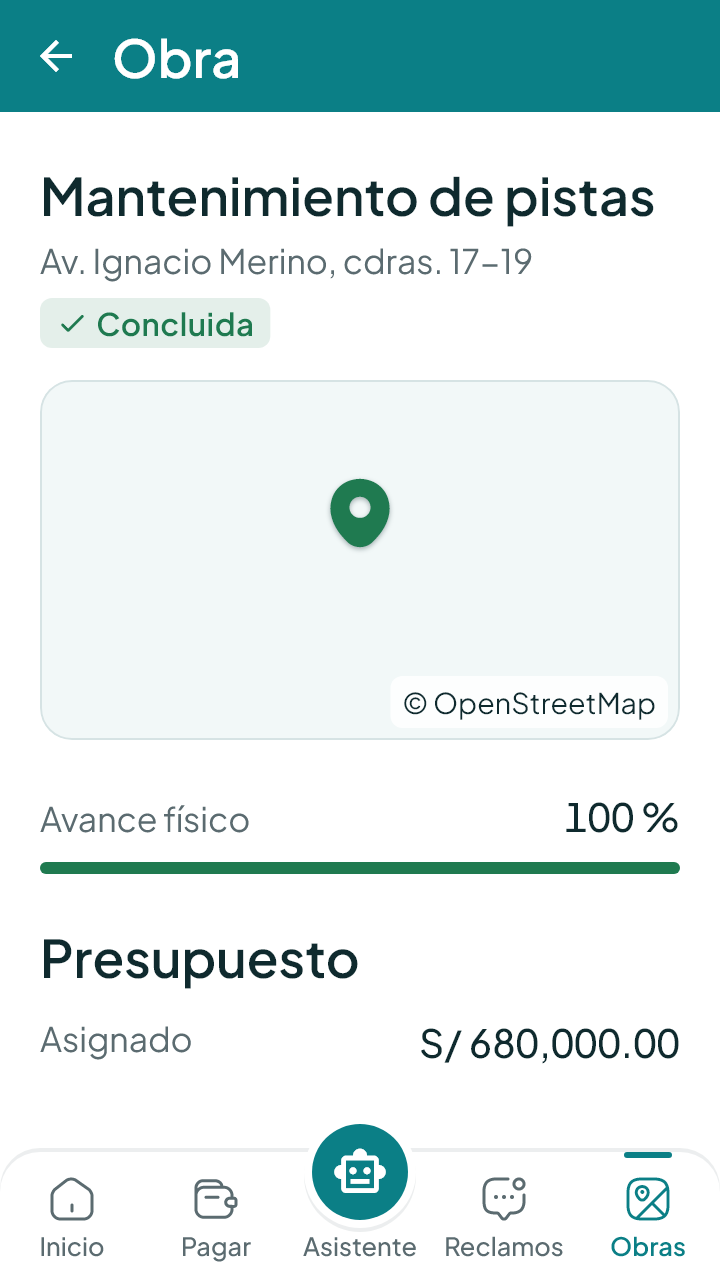 Obra
Mantenimiento de pistas
Av. Ignacio Merino, cdras. 17–19
Concluida
© OpenStreetMap
Avance físico 100 %
Presupuesto
Asignado S/ 680,000.00
Inicio Pagar Asistente Reclamos Obras